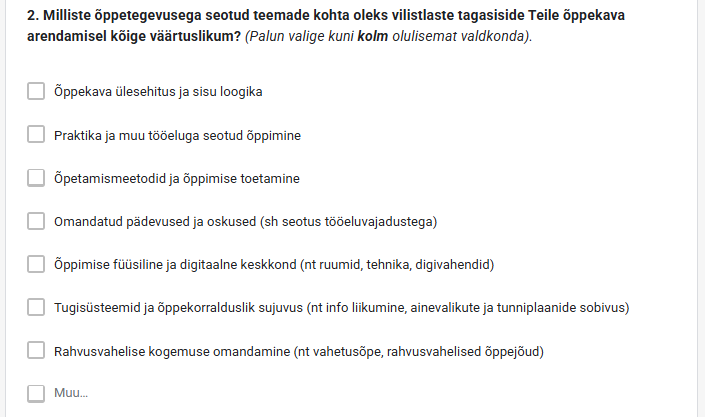 2. Milliste õppetegevusega seotud teemade kohta oleks vilistlaste tagasiside Teile õppekava
arendamisel kõige väärtuslikum? (Palun valige kuni kolm olulisemat valdkonda).
Õppekava ülesehitus ja sisu loogika
Praktika ja muu tööeluga seotud õppimine
Õpetamismeetodid ja õppimise toetamine
Omandatud pädevused ja oskused (sh seotus tööeluvajadustega)
Õppimise füüsiline ja digitaalne keskkond (nt ruumid, tehnika, digivahendid)
Tugisüsteemid ja õppekorralduslik sujuvus (nt info liikumine, ainevalikute ja tunniplaanide sobivus)
Rahvusvahelise kogemuse omandamine (nt vahetusõpe, rahvusvahelised õppejõud)
Muu...